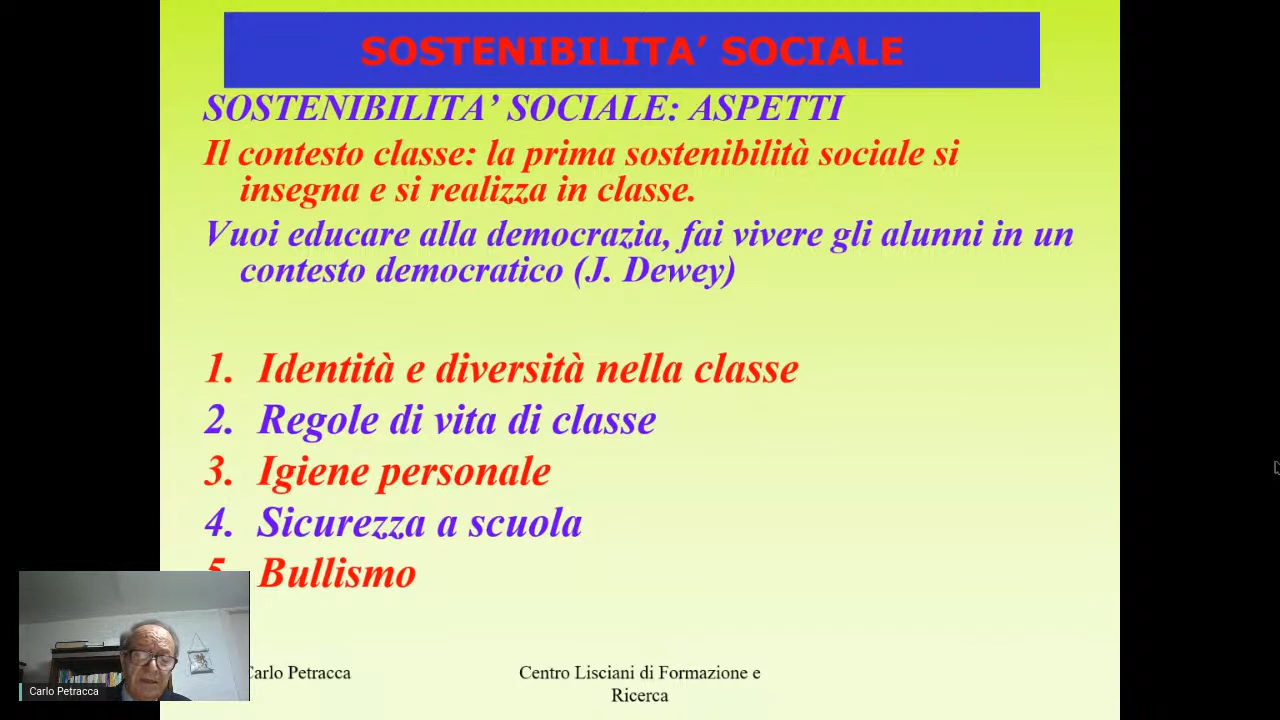 SOSTENIBILITA’ SOCIALE
SOSTENIBILITA’ SOCIALE: ASPETTI
Il contesto classe: la prima sostenibilità sociale si
insegna e si realizza in classe.
Vuoi educare alla democrazia, fai vivere gli alunni in un
contesto democratico (J. Dewey)
1. Identità e diversità nella classe
2. Regole di vita di classe
3. Igiene personale
4. Sicurezza a scuola
5. Bullismo
Carlo Petracca
Centro Lisciani di Formazione e
Ricerca
Carlo Petracca